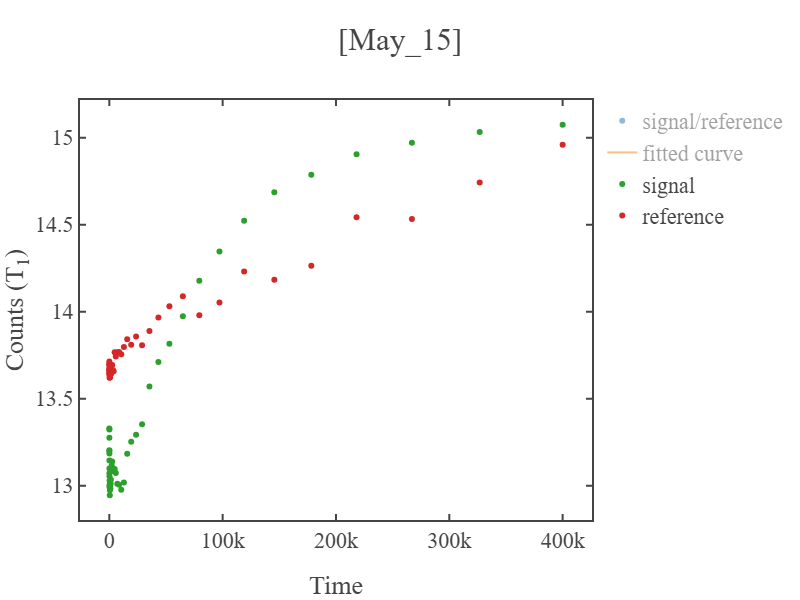 [May_15]
signal/reference
fitted curve
signal
reference
Counts (T1)
15
14.5
14
13.5
13
0 100k 200k 300k 400k
Time